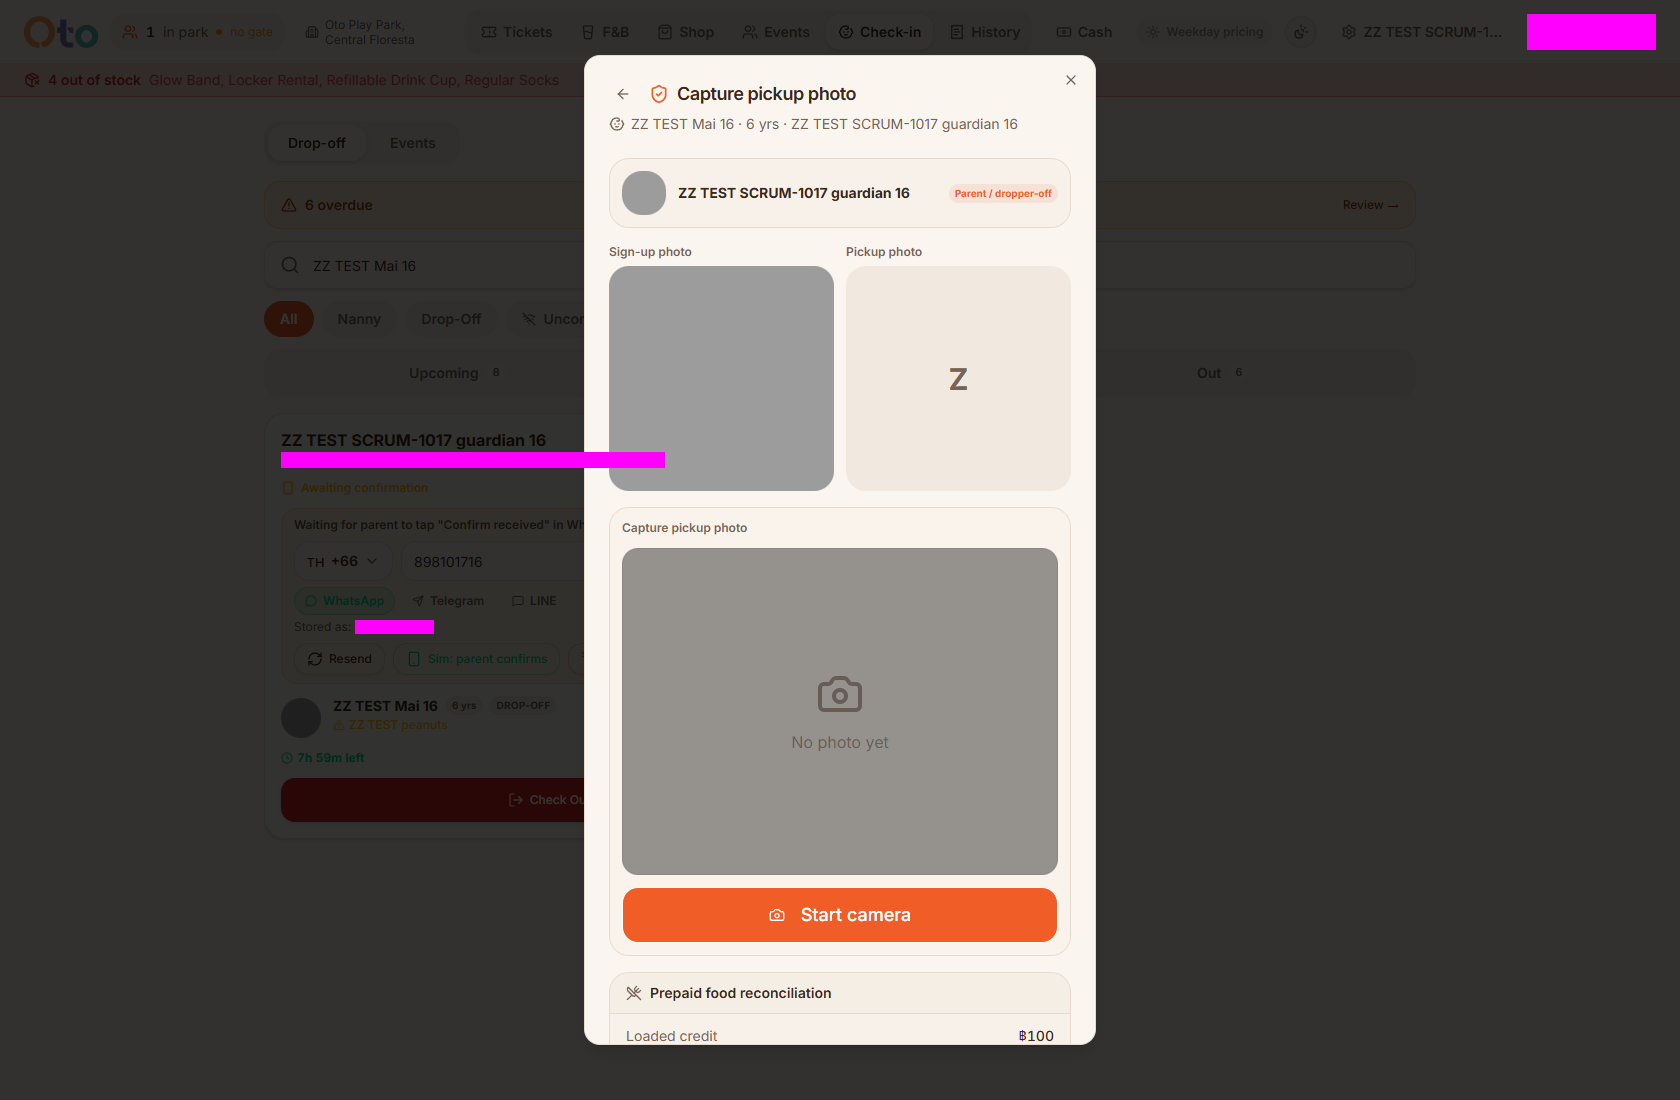 Oto
1 in park • no gate
Oto Play Park,
Central Floresta
Tickets
F&B
Shop
Events
Check-in
History
Cash
Weekday pricing
ZZ TEST SCRUM-1...
4 out of stock Glow Band, Locker Rental, Refillable Drink Cup, Regular Socks
Drop-off
Events
6 overdue
Review →
ZZ TEST Mai 16
All
Nanny
Drop-Off
Upcoming 8
Out 6
ZZ TEST SCRUM-1017 guardian 16
Awaiting confirmation
Waiting for parent to tap "Confirm received" in Wh
TH +66
898101716
WhatsApp
Telegram
LINE
Stored as:
Resend
Sim: parent confirms
ZZ TEST Mai 16 6 yrs DROP-OFF
ZZ TEST peanuts
7h 59m left
Check Ou
Capture pickup photo
ZZ TEST Mai 16 · 6 yrs · ZZ TEST SCRUM-1017 guardian 16
ZZ TEST SCRUM-1017 guardian 16
Parent / dropper-off
Sign-up photo
Pickup photo
Z
Capture pickup photo
No photo yet
Start camera
Prepaid food reconciliation
Loaded credit
฿100